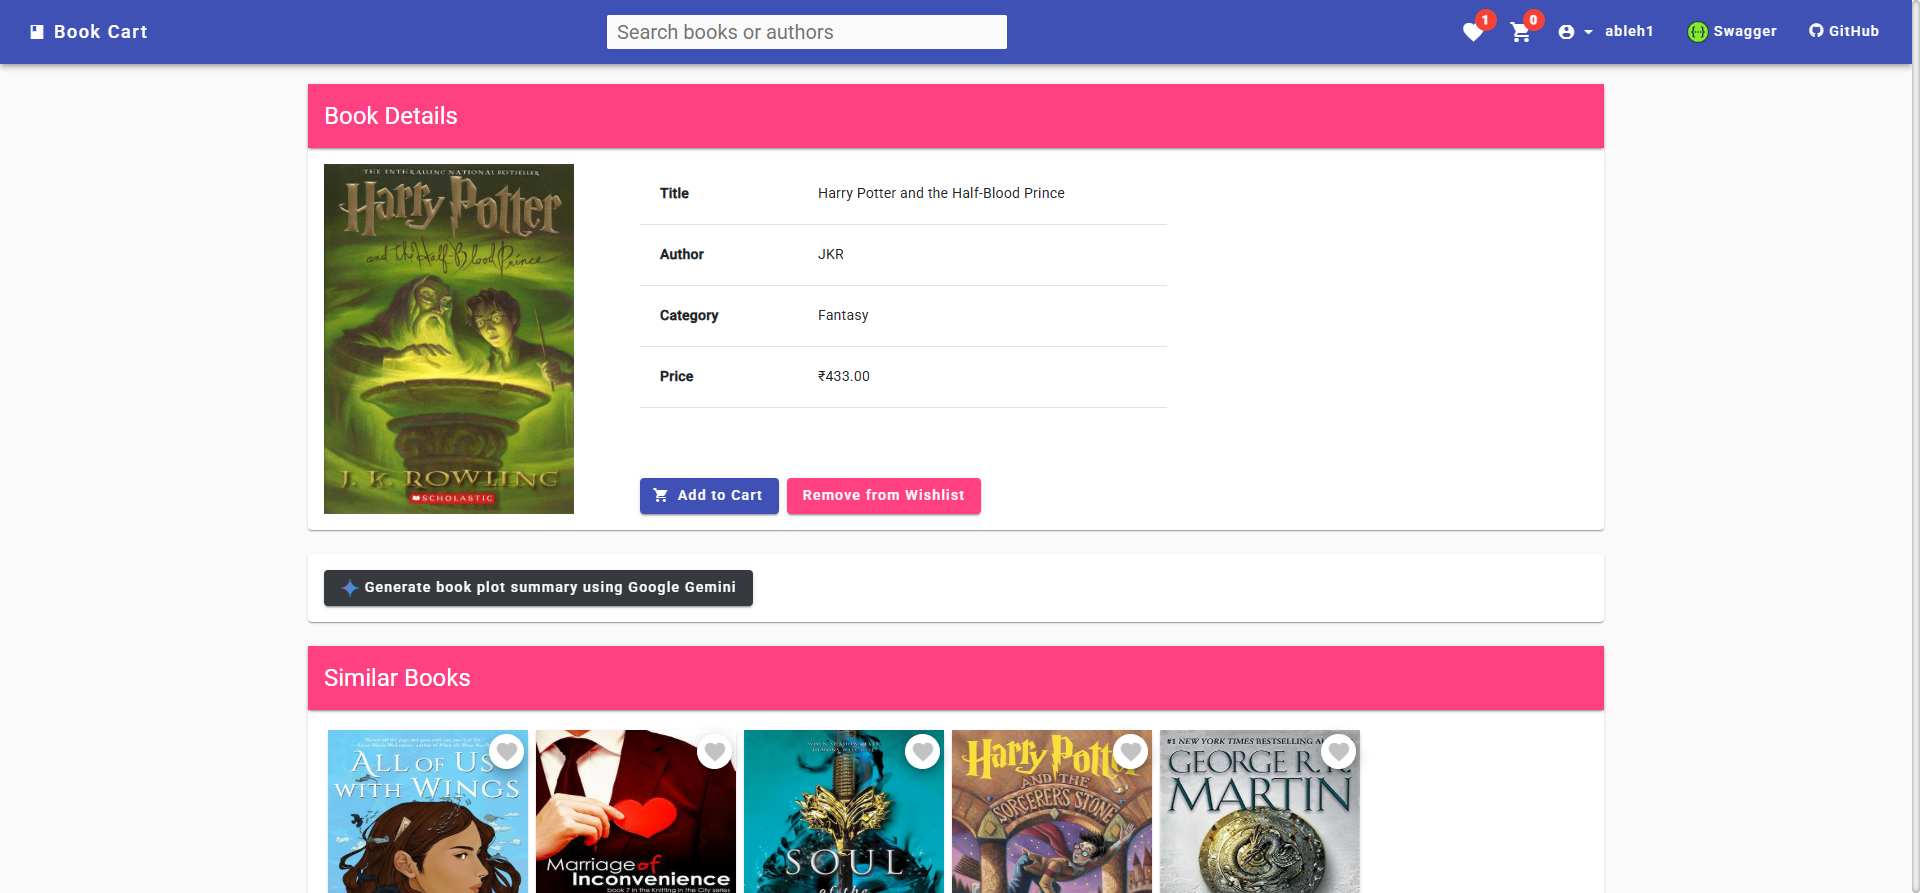 Book Cart
Search books or authors
1
0
ableh1
Swagger
GitHub
Book Details
THE ENTHRALLING NATIONAL BESTSELLER
Harry Potter
and the Half-Blood Prince
J. K. ROWLING
SCHOLASTIC
Title Harry Potter and the Half-Blood Prince
Author JKR
Category Fantasy
Price ₹433.00
Add to Cart
Remove from Wishlist
Generate book plot summary using Google Gemini
Similar Books
ALL OF US
WITH WINGS
Marriage of
Inconvenience
book 7 in the Knitting in the City series
SOUL
of the
Harry Pott
AND THE
SORCERER'S STONE
#1 NEW YORK TIMES BESTSELLING A
GEORGE R.R.
MARTIN